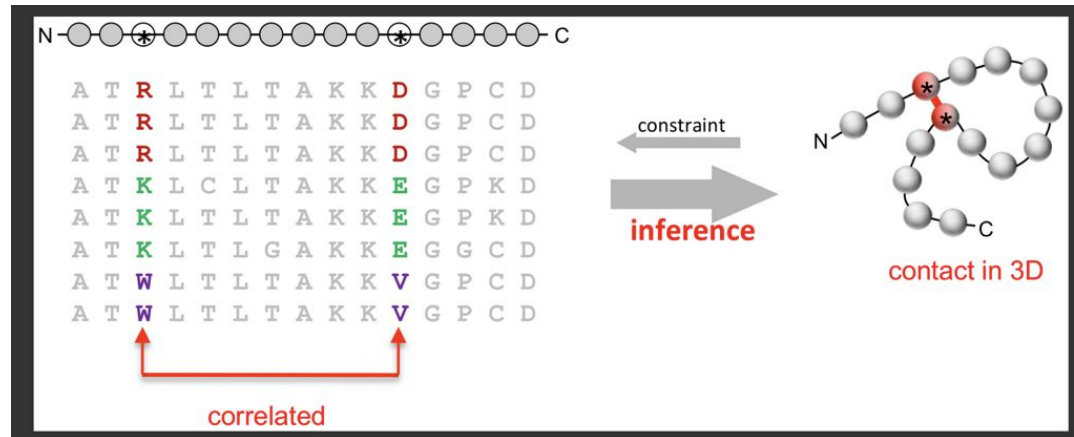 N * * C
A T R L T L T A K K D G P C D
A T R L T L T A K K D G P C D
A T R L T L T A K K D G P C D
A T K L C L T A K K E G P K D
A T K L T L T A K K E G P K D
A T K L T L G A K K E G G C D
A T W L T L T A K K V G P C D
A T W L T L T A K K V G P C D
correlated
constraint
inference
*
*
N
C
contact in 3D